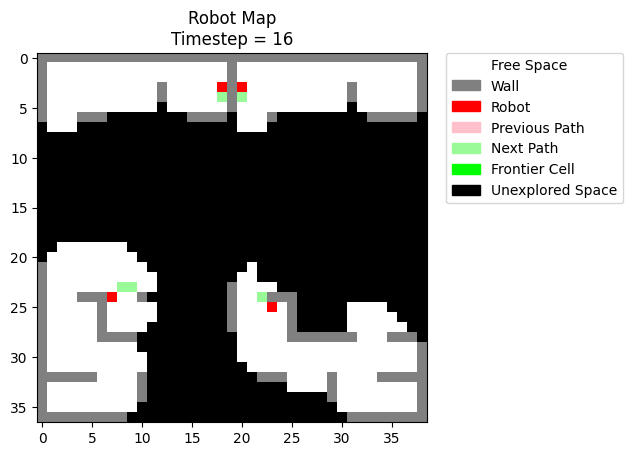 Robot Map
Timestep = 16
Free Space
Wall
Robot
Previous Path
Next Path
Frontier Cell
Unexplored Space
0
5
10
15
20
25
30
35
0 5 10 15 20 25 30 35